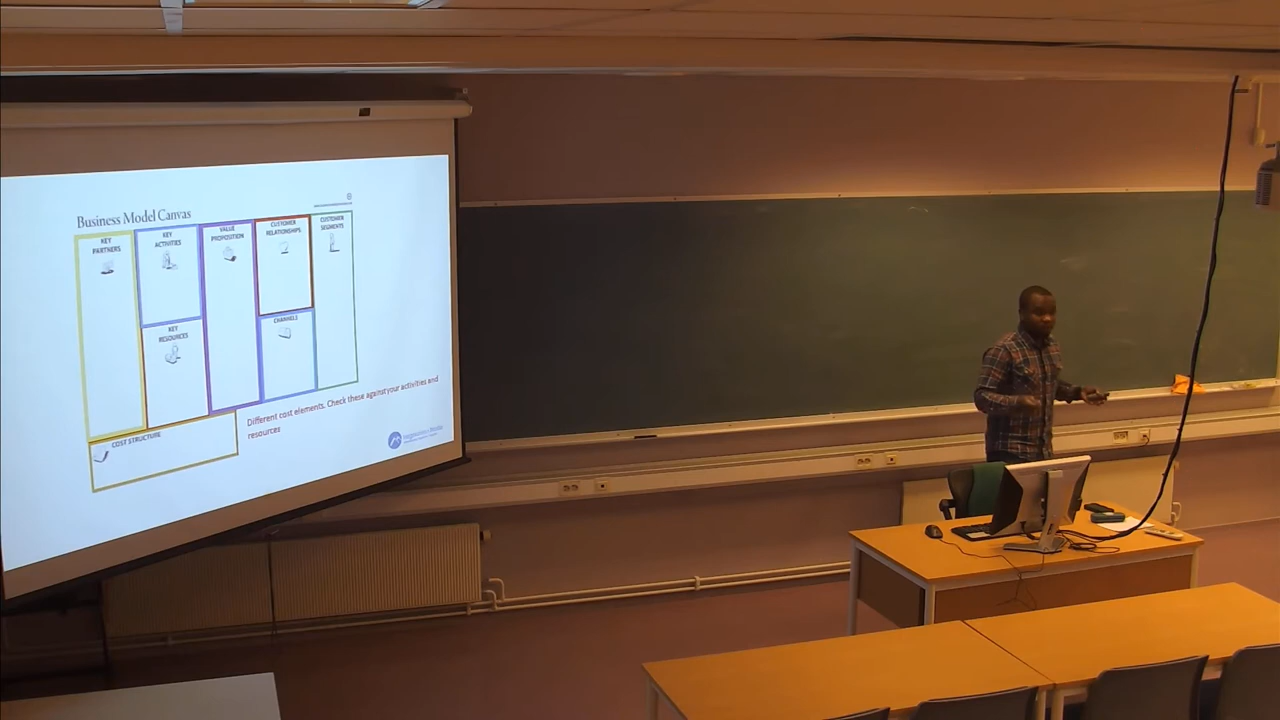 Business Model Canvas
KEY
PARTNERS
KEY
ACTIVITIES
VALUE
PROPOSITION
CUSTOMER
RELATIONSHIPS
CUSTOMER
SEGMENTS
KEY
RESOURCES
CHANNELS
COST STRUCTURE
Different cost elements. Check these against your activities and
resources